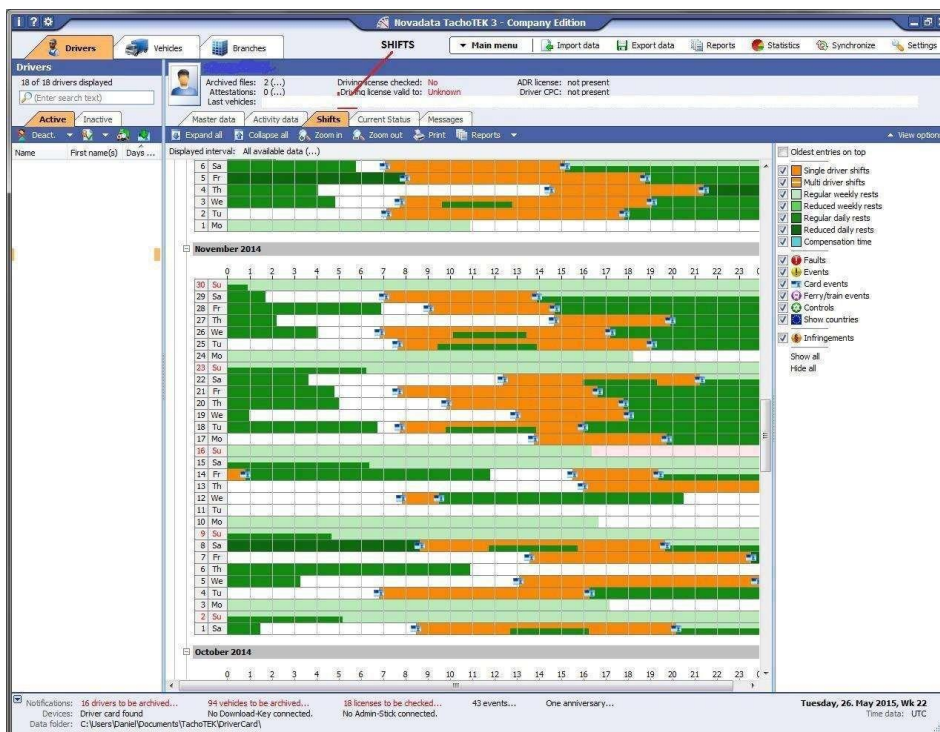 Novadata TachoTEK 3 - Company Edition
Drivers Vehicles Branches SHIFTS Main menu Import data Export data Reports Statistics Synchronize Settings
Drivers
18 of 18 drivers displayed
(Enter search text)
Archived files: 2 (...) Driving license checked: No ADR license: not present
Attestations: 0 (...) Driving license valid to: Unknown Driver CPC: not present
Last vehicles:
Active Inactive Master data Activity data Shifts Current Status Messages
Deact. Expand all Collapse all Zoom in Zoom out Print Reports View option
Name First name(s) Days ... Displayed interval: All available data (...) Oldest entries on top
6 Sa
5 Fr
4 Th
3 We
2 Tu
1 Mo
November 2014
0 1 2 3 4 5 6 7 8 9 10 11 12 13 14 15 16 17 18 19 20 21 22 23
30 Su
29 Sa
28 Fr
27 Th
26 We
25 Tu
24 Mo
23 Su
22 Sa
21 Fr
20 Th
19 We
18 Tu
17 Mo
16 Su
15 Sa
14 Fr
13 Th
12 We
11 Tu
10 Mo
9 Su
8 Sa
7 Fr
6 Th
5 We
4 Tu
3 Mo
2 Su
1 Sa
October 2014
0 1 2 3 4 5 6 7 8 9 10 11 12 13 14 15 16 17 18 19 20 21 22 23
Single driver shifts
Multi driver shifts
Regular weekly rests
Reduced weekly rests
Regular daily rests
Reduced daily rests
Compensation time
Faults
Events
Card events
Ferry/train events
Controls
Show countries
Infringements
Show all
Hide all
Notifications: 16 drivers to be archived... 94 vehicles to be archived... 18 licenses to be checked... 43 events... One anniversary... Tuesday, 26. May 2015, Wk 22
Devices: Driver card found No Download-Key connected. No Admin-Stick connected. Time data: UTC
Data folder: C:\Users\Daniel\Documents\TachoTEK\DriverCard\